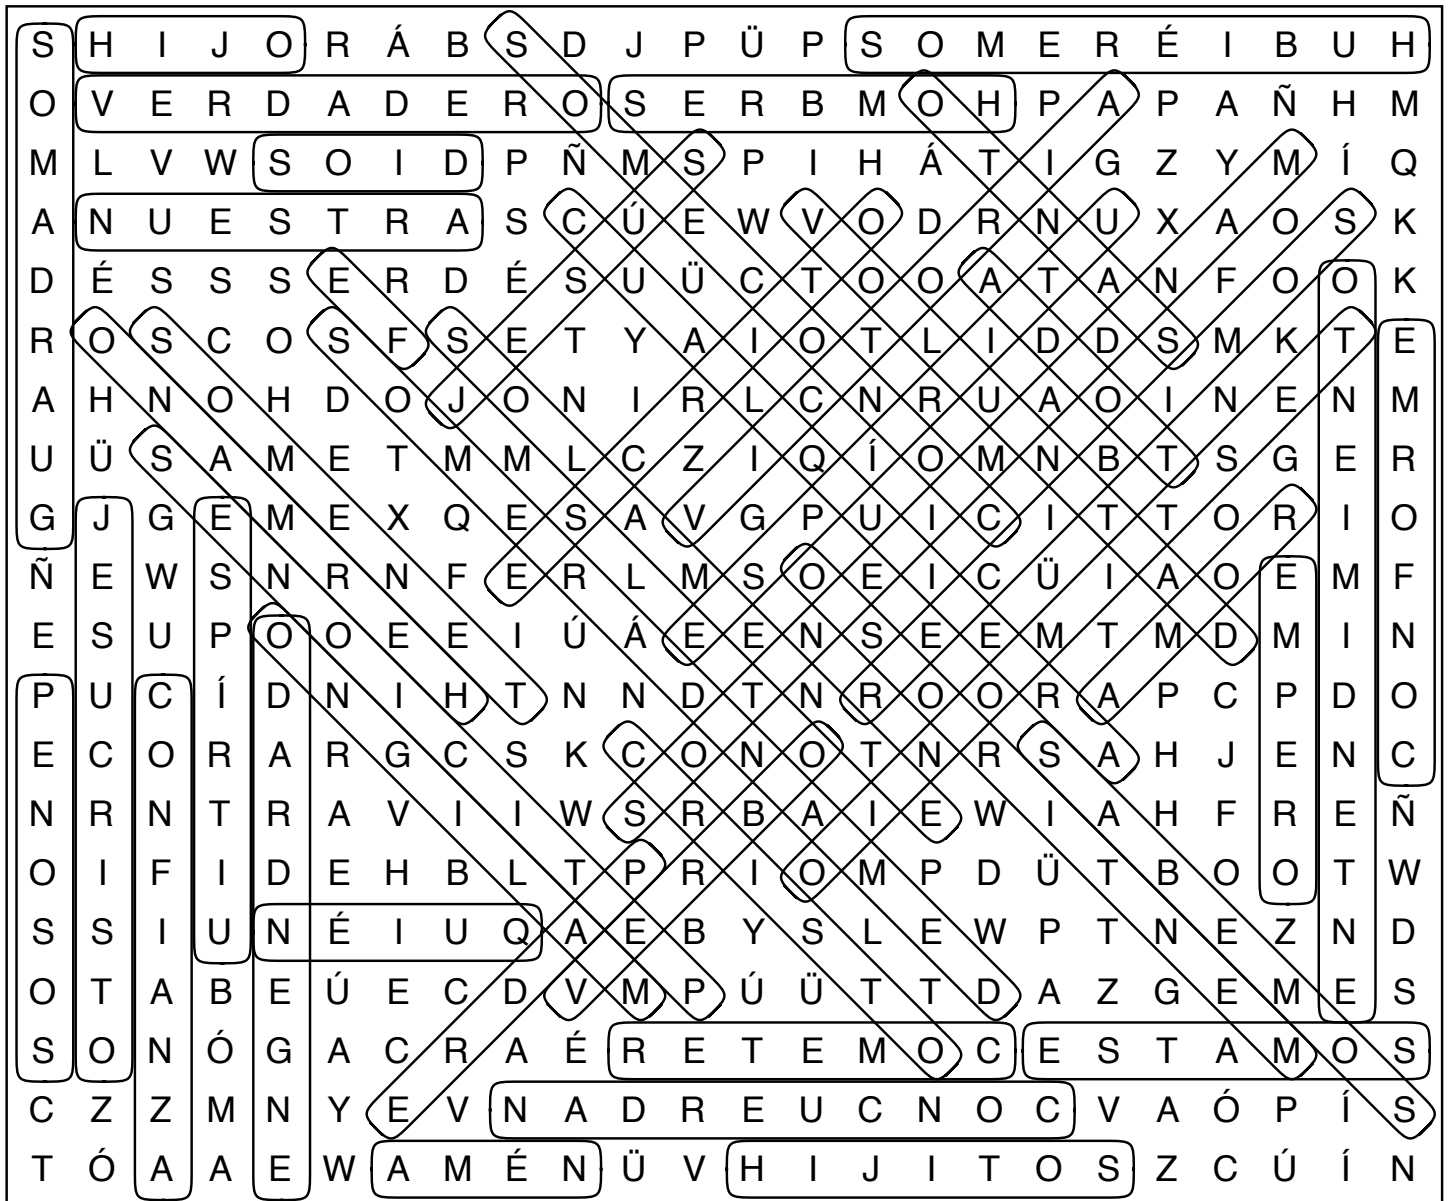 S H I J O R Á B S D J P Ü P S O M E R É I B U H
O V E R D A D E R O S E R B M O H P A P A Ñ H M
M L V W S O I D P Ñ M S P I H Á T I G Z Y M Í Q
A N U E S T R A S C Ú E W V O D R N U X A O S K
D É S S S E R D É S U Ü C T O O A T A N F O O K
R O S C O S F S E T Y A I O T L I D D S M K T E
A H N O H D O J O N I R L C N R U A O I N E N M
U Ü S A M E T M M L C Z I Q Í O M N B T S G E R
G J G E M E X Q E S A V G P U I C I T T O R I O
Ñ E W S N R N F E R L M S O E I C Ü I A O E M F
E S U P O O E E I Ú Á E E N S E E M T M D M I N
P U C Í D N I H T N N D T N R O O R A P C P D O
E C O R A R G C S K C O N O T N R S A H J E N C
N R N T R A V I I W S R B A I E W I A H F R E Ñ
O I F I D E H B L T P R I O M P D Ü T B O O T W
S S I U N É I U Q A E B Y S L E W P T N E Z N D
O T A B E Ú E C D V M P Ú Ü T T D A Z G E M E S
S O N Ó G A C R A É R E T E M O C E S T A M O S
C Z Z M N Y E V N A D R E U C N O C V A Ó P Í S
T Ó A A E W A M É N Ü V H I J I T O S Z C Ú Í N